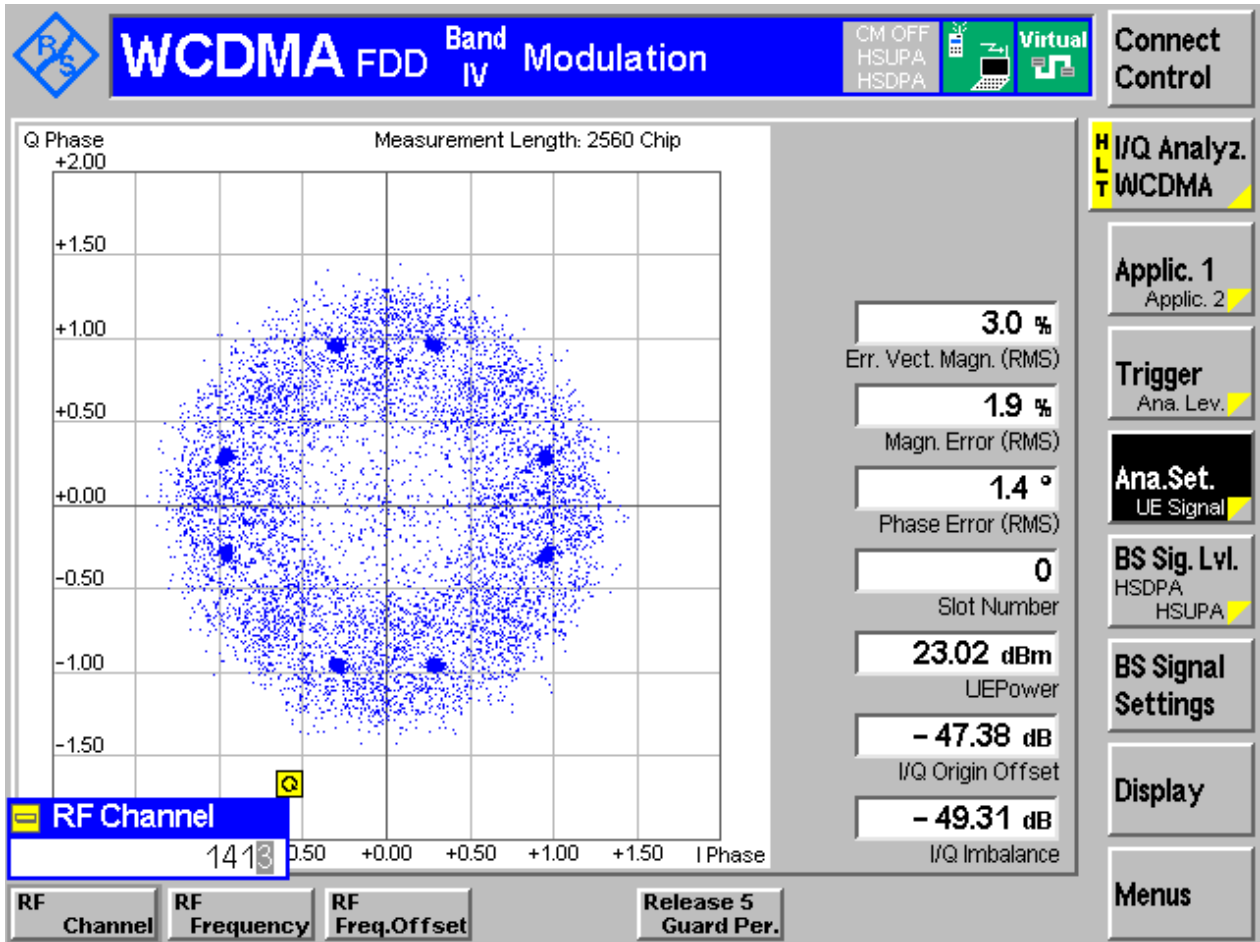 R/S
WCDMA FDD Band IV Modulation
CM OFF
HSUPA
HSDPA
Virtual
Connect
Control
Q Phase
Measurement Length: 2560 Chip
+2.00
+1.50
+1.00
+0.50
+0.00
-0.50
-1.00
-1.50
Q
RF Channel
1413
0.50 +0.00 +0.50 +1.00 +1.50 I Phase
3.0 %
Err. Vect. Magn. (RMS)
1.9 %
Magn. Error (RMS)
1.4 °
Phase Error (RMS)
0
Slot Number
23.02 dBm
UEPower
- 47.38 dB
I/Q Origin Offset
- 49.31 dB
I/Q Imbalance
HLT
I/Q Analyz.
WCDMA
Applic. 1
Applic. 2
Trigger
Ana. Lev.
Ana.Set.
UE Signal
BS Sig. Lvl.
HSDPA
HSUPA
BS Signal
Settings
Display
Menus
RF
Channel
RF
Frequency
RF
Freq.Offset
Release 5
Guard Per.